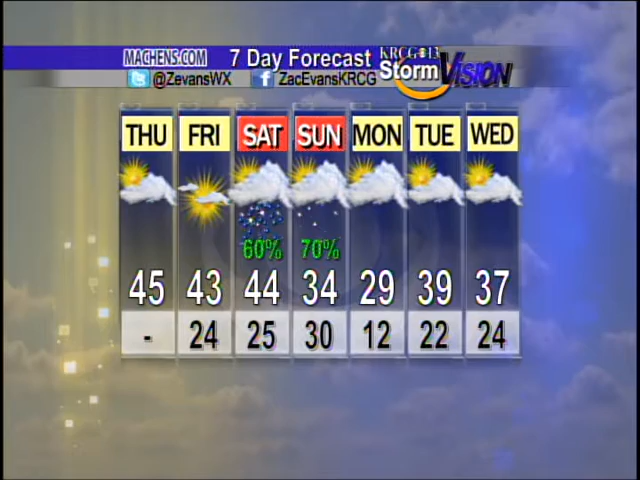 MACHENS.COM 7 Day Forecast KRCG 13
@ZevansWX ZacEvansKRCG StormVISION
THU FRI SAT SUN MON TUE WED
60% 70%
45 43 44 34 29 39 37
- 24 25 30 12 22 24